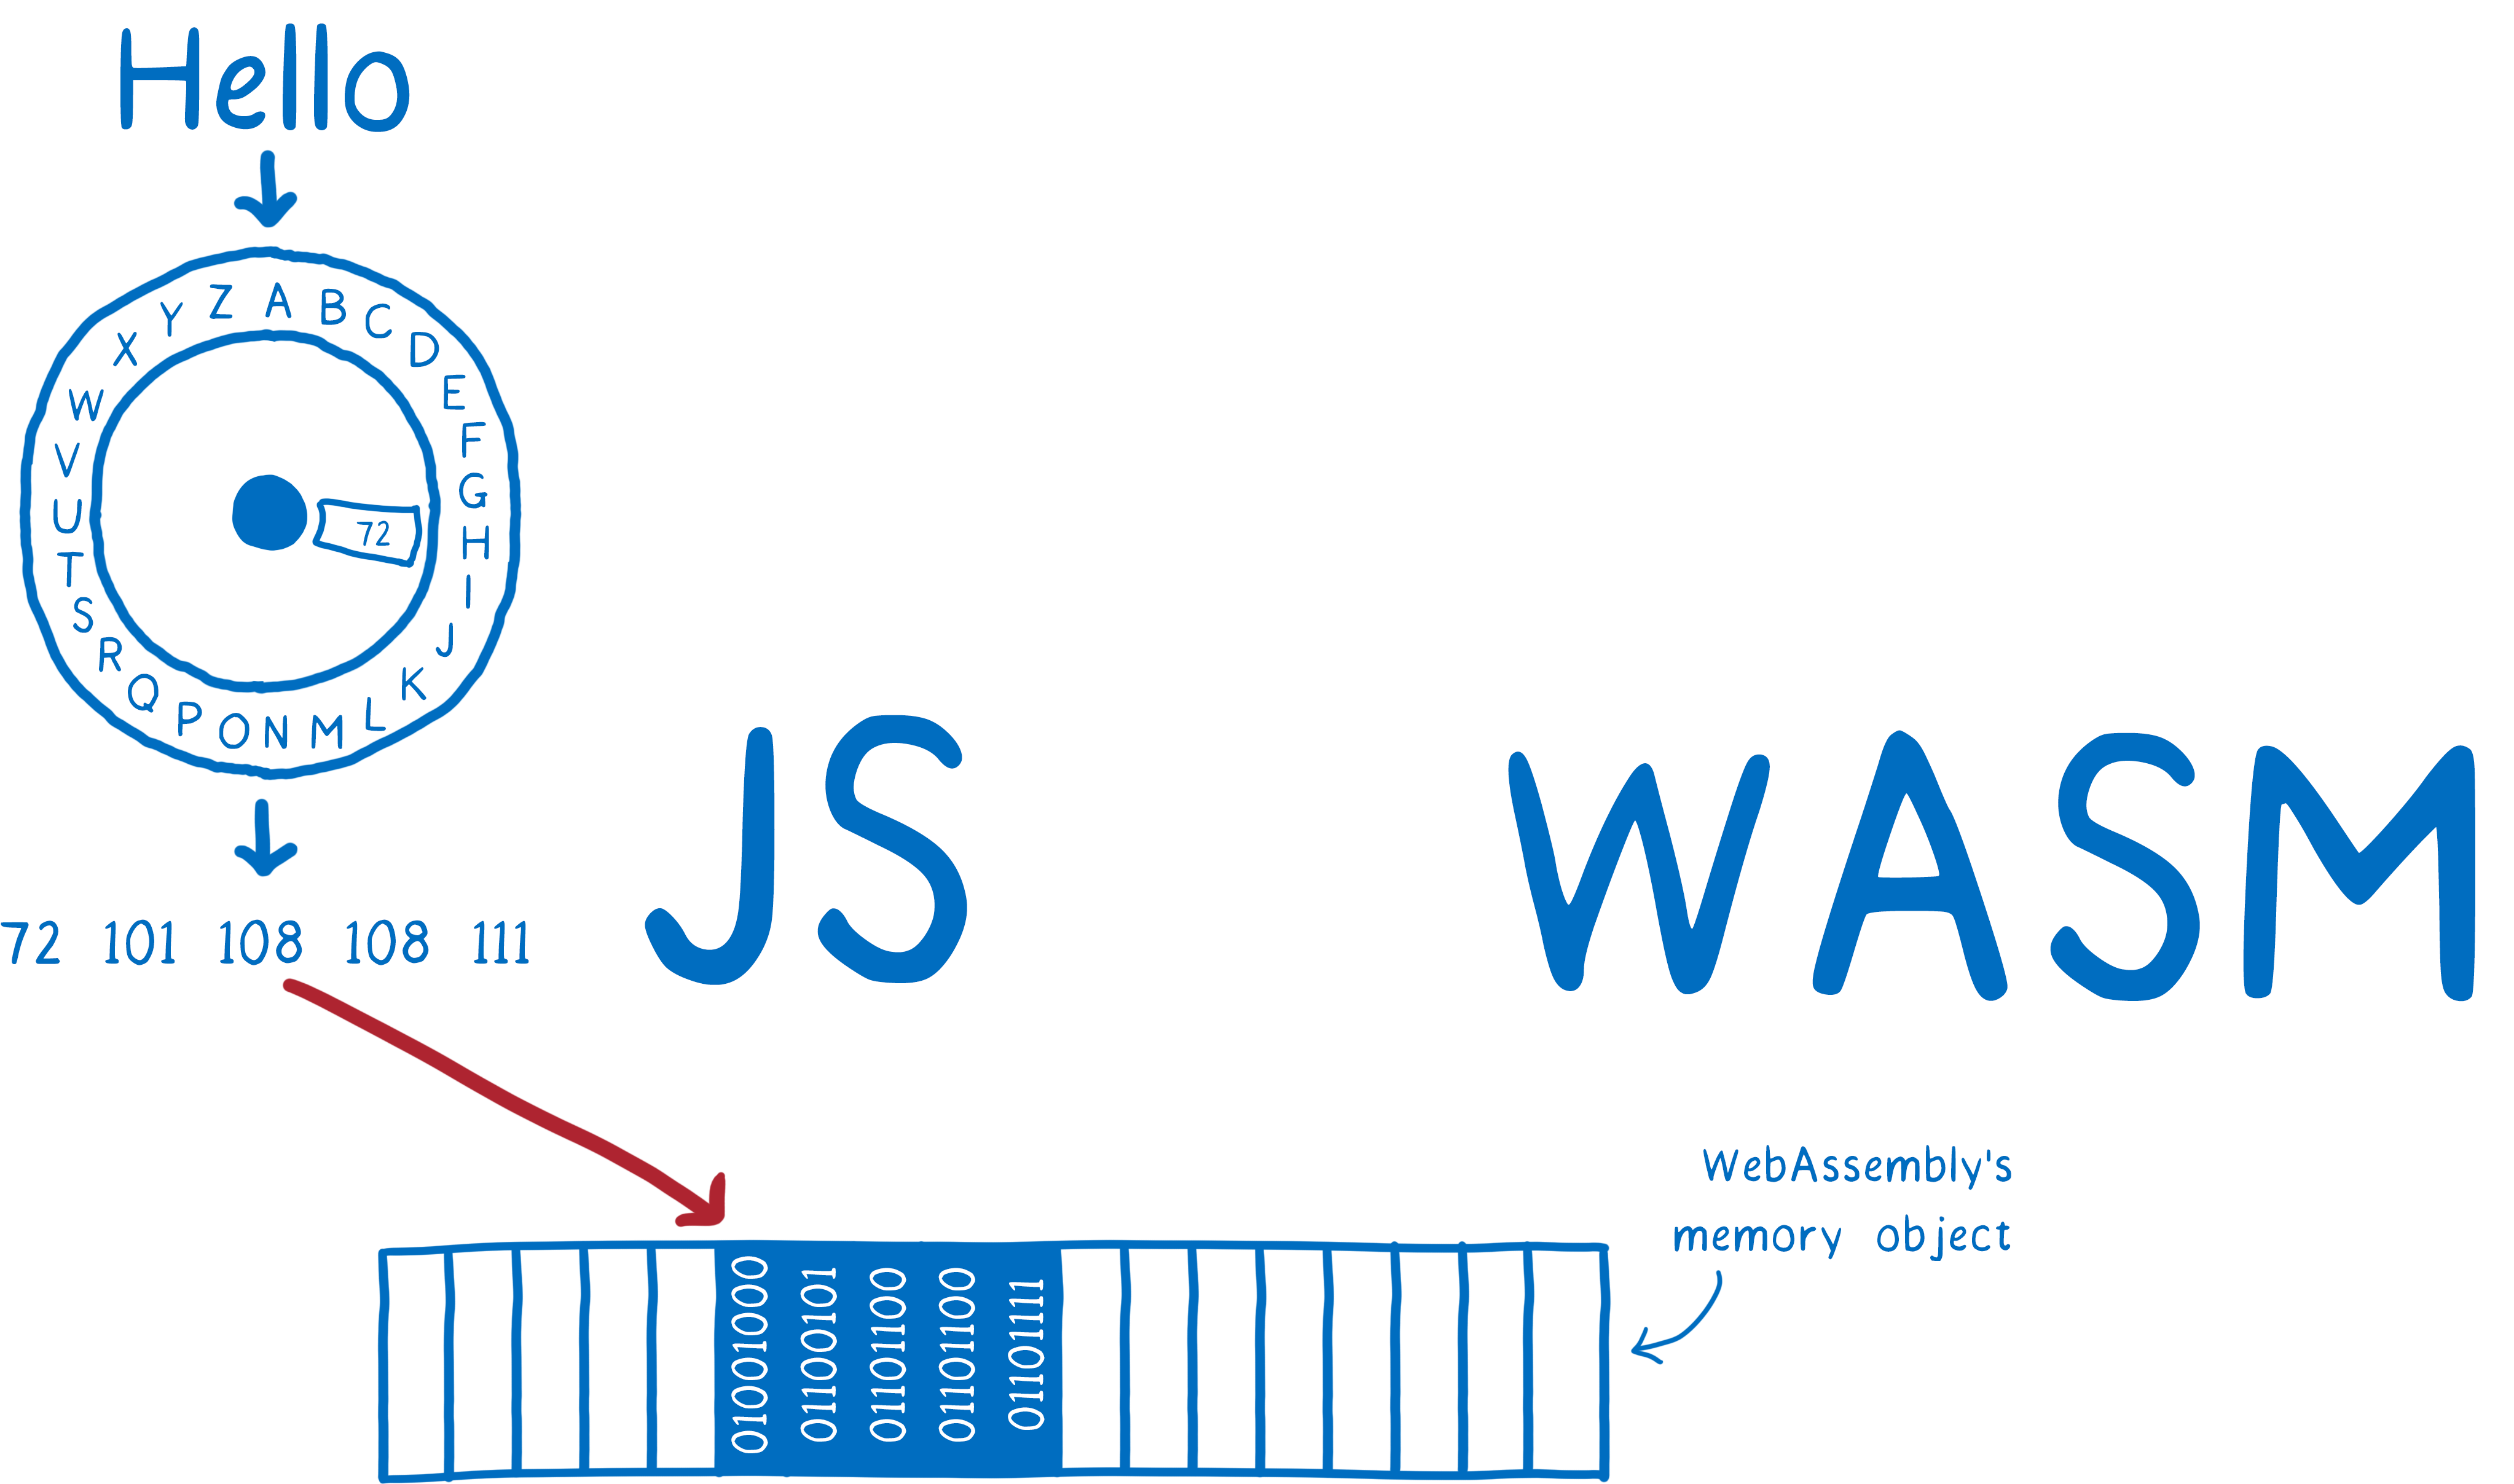 Hello
A B C D E F G H I J K L M N O P Q R S T U V W X Y Z
72
72 101 108 108 111
JS
WASM
WebAssembly's
memory object
01001000
01100101
01101100
01101100
01101111